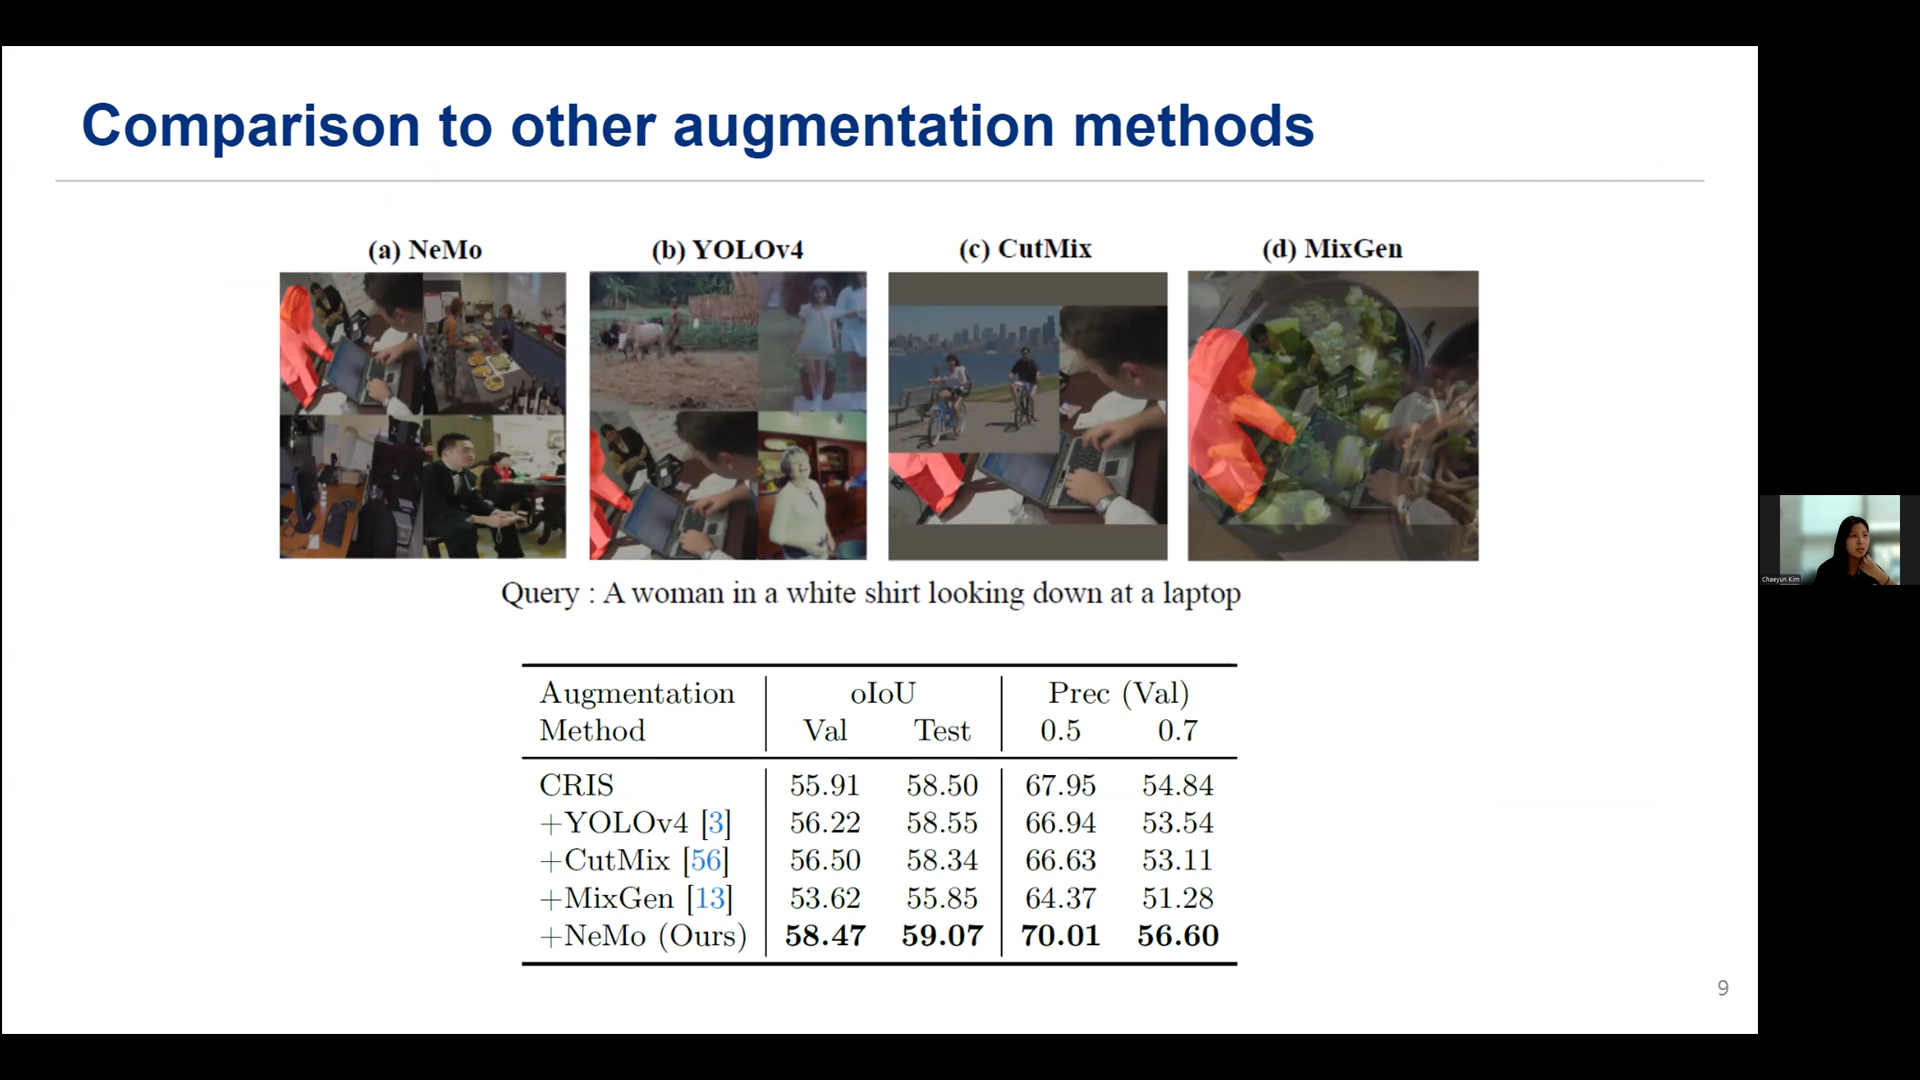 Comparison to other augmentation methods
(a) NeMo (b) YOLOv4 (c) CutMix (d) MixGen
Query : A woman in a white shirt looking down at a laptop
Augmentation oIoU Prec (Val)
Method Val Test 0.5 0.7
CRIS 55.91 58.50 67.95 54.84
+YOLOv4 [3] 56.22 58.55 66.94 53.54
+CutMix [56] 56.50 58.34 66.63 53.11
+MixGen [13] 53.62 55.85 64.37 51.28
+NeMo (Ours) 58.47 59.07 70.01 56.60
9
Chaeyun Kim